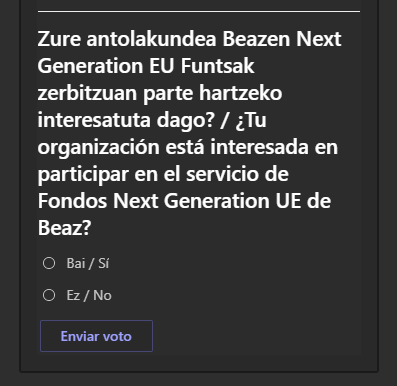 Zure antolakundea Beazen Next
Generation EU Funtsak
zerbitzuan parte hartzeko
interesatuta dago? / ¿Tu
organización está interesada en
participar en el servicio de
Fondos Next Generation UE de
Beaz?
Bai / Sí
Ez / No
Enviar voto